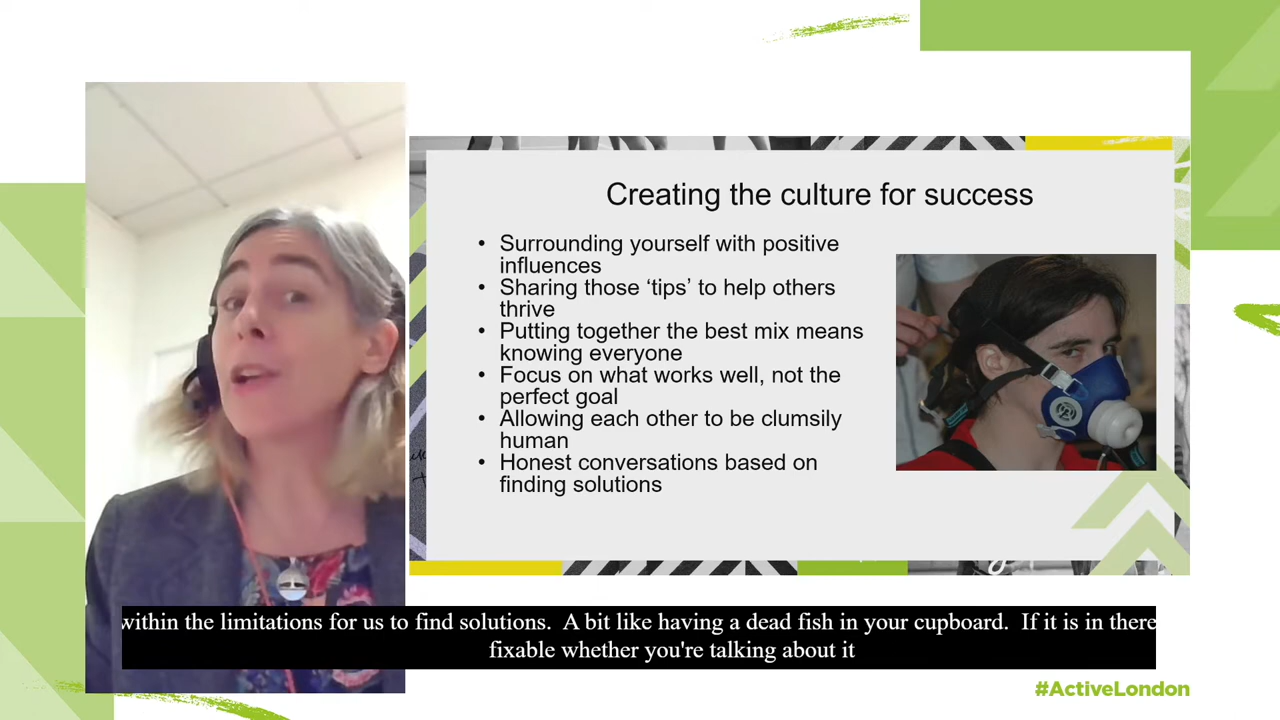 Creating the culture for success
• Surrounding yourself with positive
influences
• Sharing those ‘tips’ to help others
thrive
• Putting together the best mix means
knowing everyone
• Focus on what works well, not the
perfect goal
• Allowing each other to be clumsily
human
• Honest conversations based on
finding solutions
within the limitations for us to find solutions.  A bit like having a dead fish in your cupboard.  If it is in there
fixable whether you're talking about it
#ActiveLondon